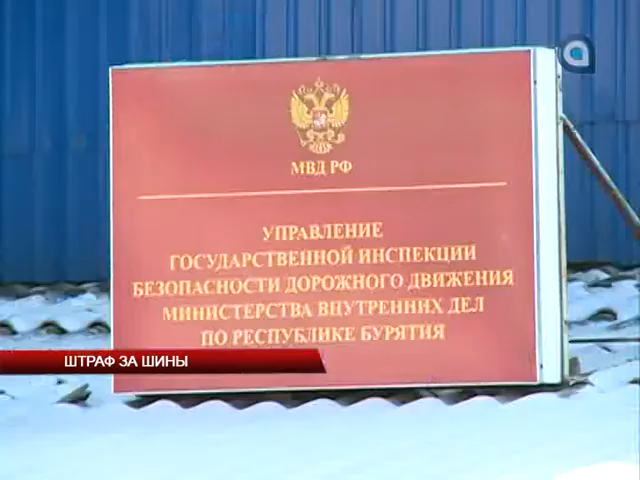 а
МВД РФ
УПРАВЛЕНИЕ
ГОСУДАРСТВЕННОЙ ИНСПЕКЦИИ
БЕЗОПАСНОСТИ ДОРОЖНОГО ДВИЖЕНИЯ
МИНИСТЕРСТВА ВНУТРЕННИХ ДЕЛ
ПО РЕСПУБЛИКЕ БУРЯТИЯ
ШТРАФ ЗА ШИНЫ